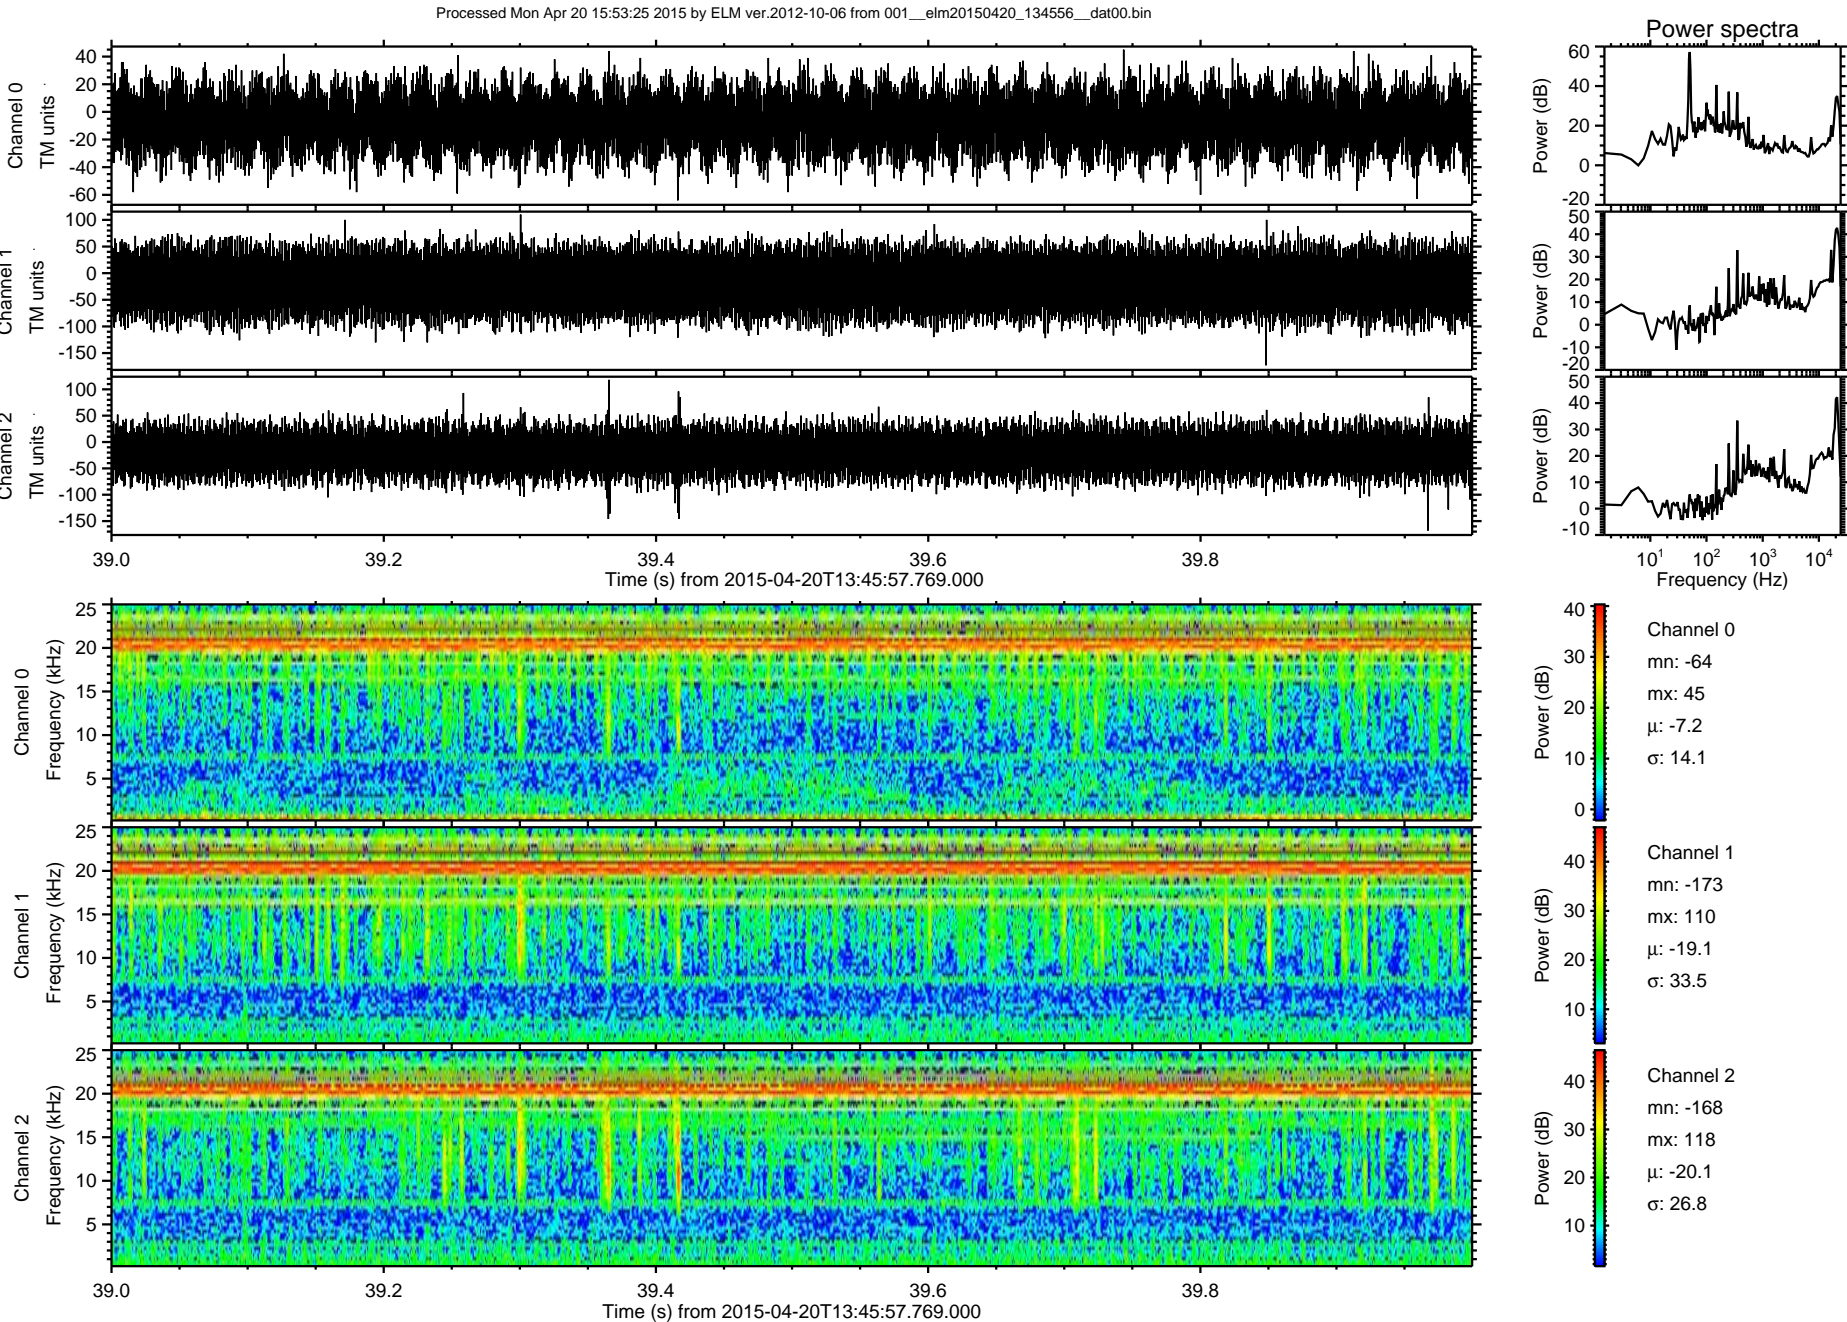 Processed Mon Apr 20 15:53:25 2015 by ELM ver.2012-10-06 from 001__elm20150420_134556__dat00.bin
Power spectra
Channel 0
TM units
40
20
0
-20
-40
-60
Power (dB)
60
40
20
0
-20
Channel 1
TM units
100
50
0
-50
-100
-150
Power (dB)
50
40
30
20
10
0
-10
-20
Channel 2
TM units
100
50
0
-50
-100
-150
Power (dB)
50
40
30
20
10
0
-10
39.0 39.2 39.4 39.6 39.8
Time (s) from 2015-04-20T13:45:57.769.000
10¹ 10² 10³ 10⁴
Frequency (Hz)
Channel 0
Frequency (kHz)
25
20
15
10
5
Power (dB)
40
30
20
10
0
Channel 0
mn: -64
mx: 45
μ: -7.2
σ: 14.1
Channel 1
Frequency (kHz)
25
20
15
10
5
Power (dB)
40
30
20
10
Channel 1
mn: -173
mx: 110
μ: -19.1
σ: 33.5
Channel 2
Frequency (kHz)
25
20
15
10
5
Power (dB)
40
30
20
10
Channel 2
mn: -168
mx: 118
μ: -20.1
σ: 26.8
39.0 39.2 39.4 39.6 39.8
Time (s) from 2015-04-20T13:45:57.769.000